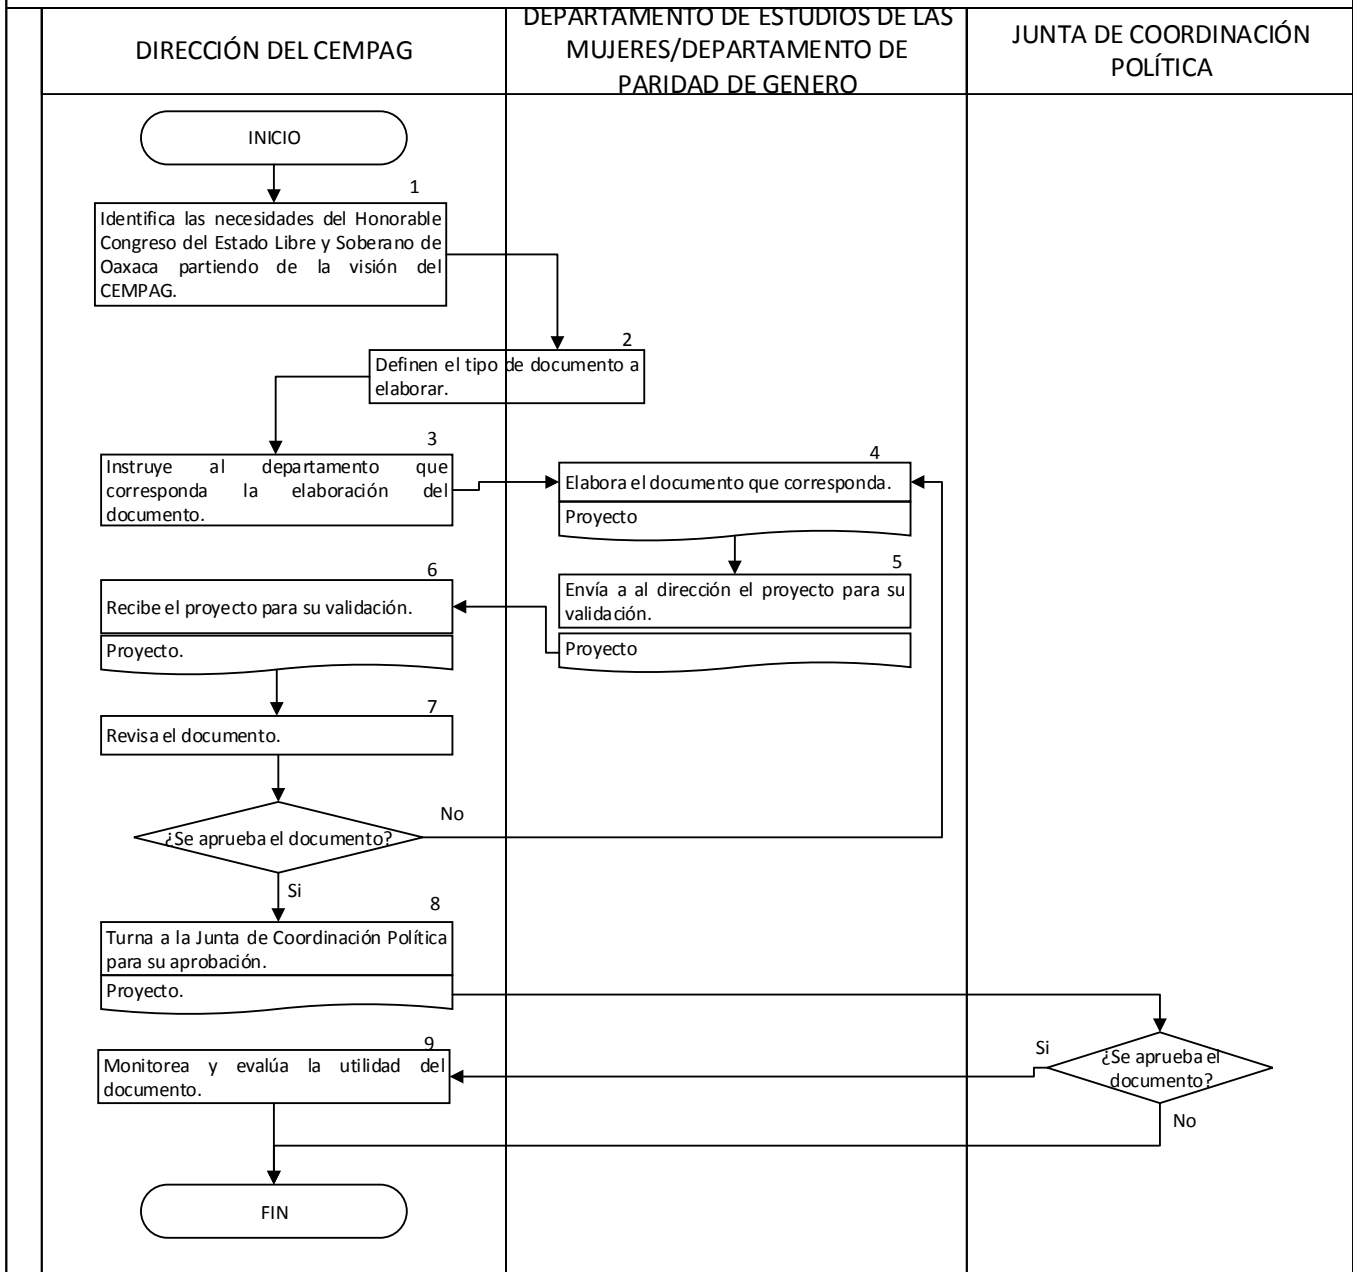 DIRECCIÓN DEL CEMPAG
DEPARTAMENTO DE ESTUDIOS DE LAS
MUJERES/DEPARTAMENTO DE
PARIDAD DE GENERO
JUNTA DE COORDINACIÓN
POLÍTICA
INICIO
1
Identifica las necesidades del Honorable
Congreso del Estado Libre y Soberano de
Oaxaca partiendo de la visión del
CEMPAG.
2
Definen el tipo de documento a
elaborar.
3
Instruye al departamento que
corresponda la elaboración del
documento.
4
Elabora el documento que corresponda.
Proyecto
5
Envía a al dirección el proyecto para su
validación.
Proyecto
6
Recibe el proyecto para su validación.
Proyecto.
7
Revisa el documento.
¿Se aprueba el documento?
No
Si
8
Turna a la Junta de Coordinación Política
para su aprobación.
Proyecto.
¿Se aprueba el
documento?
Si
No
9
Monitorea y evalúa la utilidad del
documento.
FIN